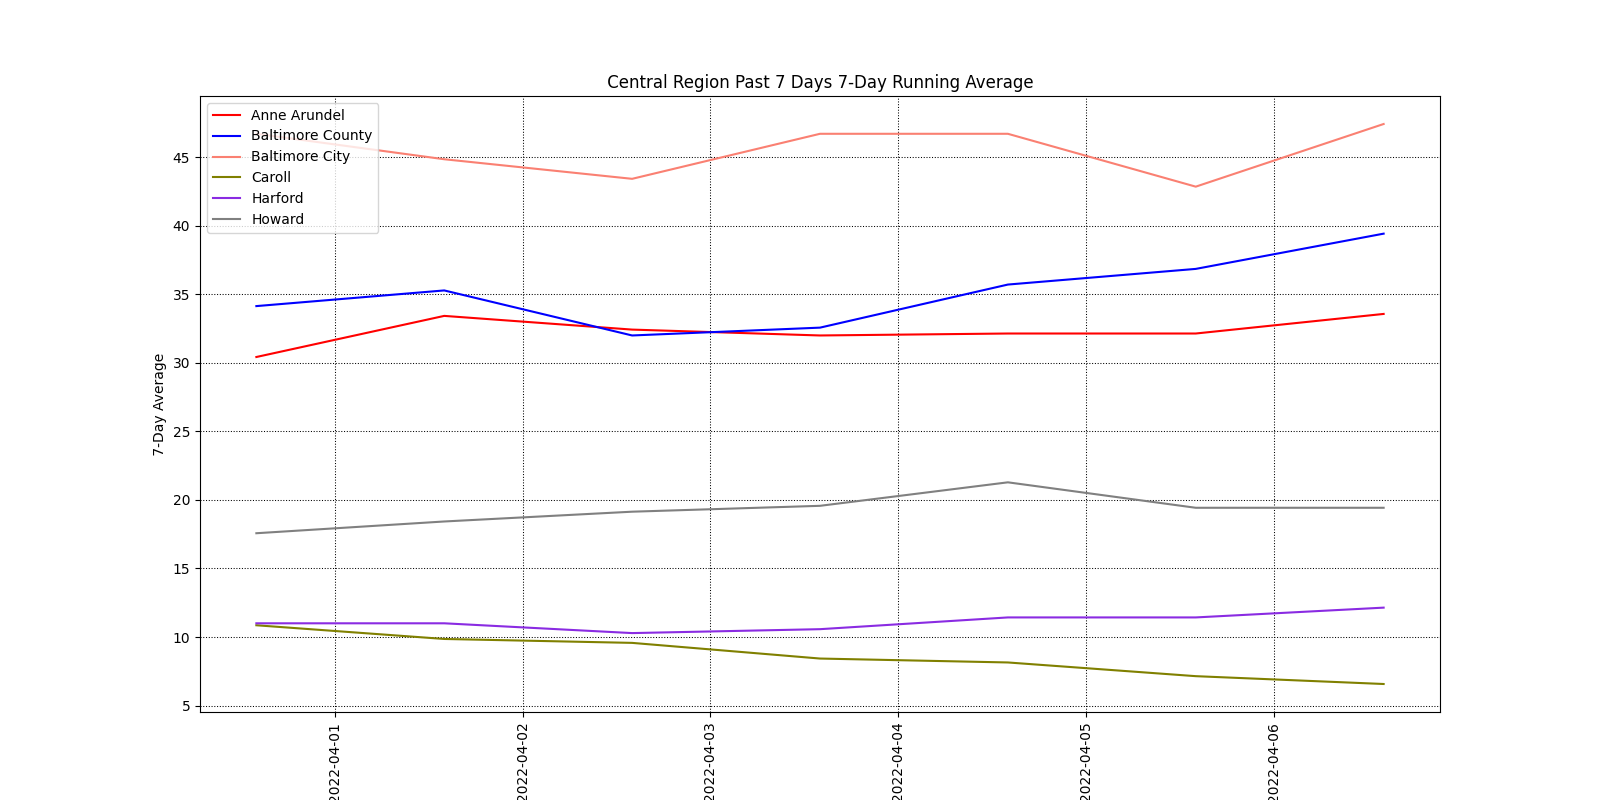 Central Region Past 7 Days 7-Day Running Average
Anne Arundel
Baltimore County
Baltimore City
Caroll
Harford
Howard
7-Day Average
45
40
35
30
25
20
15
10
5
2022-04-01
2022-04-02
2022-04-03
2022-04-04
2022-04-05
2022-04-06